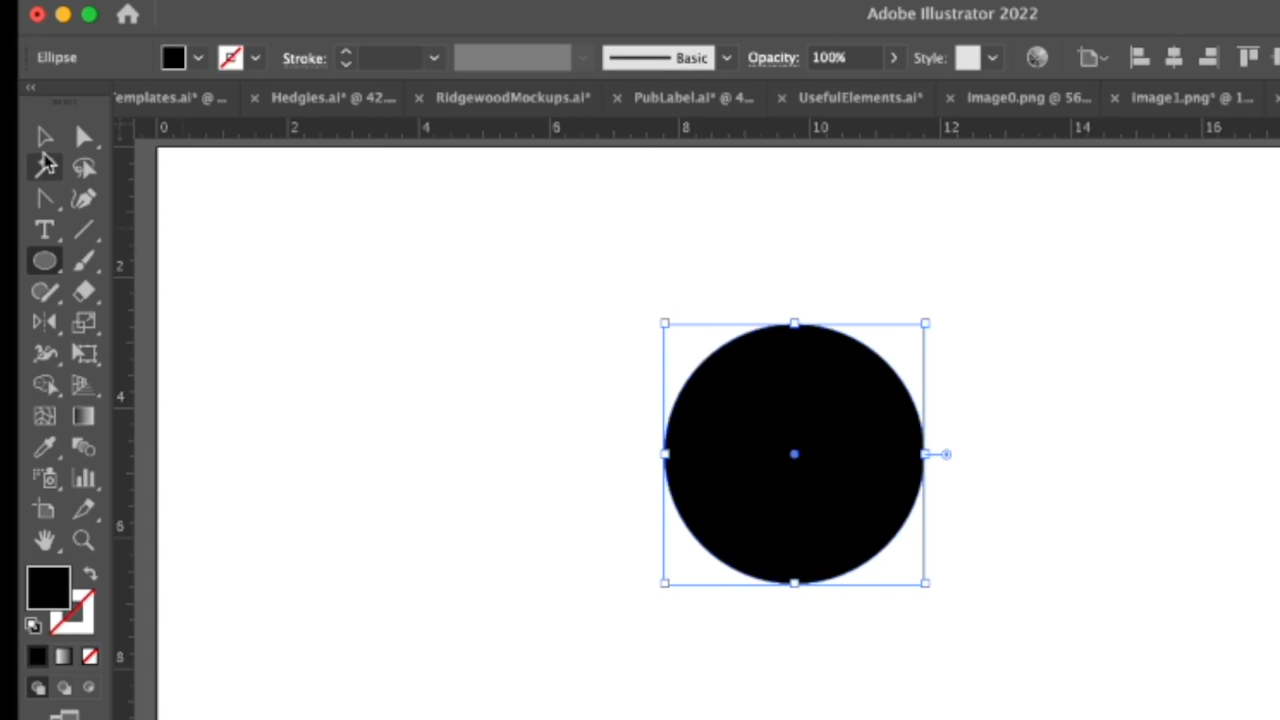 Adobe Illustrator 2022
Ellipse Stroke: Basic Opacity: 100% Style:
Templates.ai* @ ... Hedgies.ai* @ 42.... RidgewoodMockups.ai* PubLabel.ai* @ 4... UsefulElements.ai* image0.png @ 56... image1.png* @ 1...
0 2 4 6 8 10 12 14 16
2
4
6
8